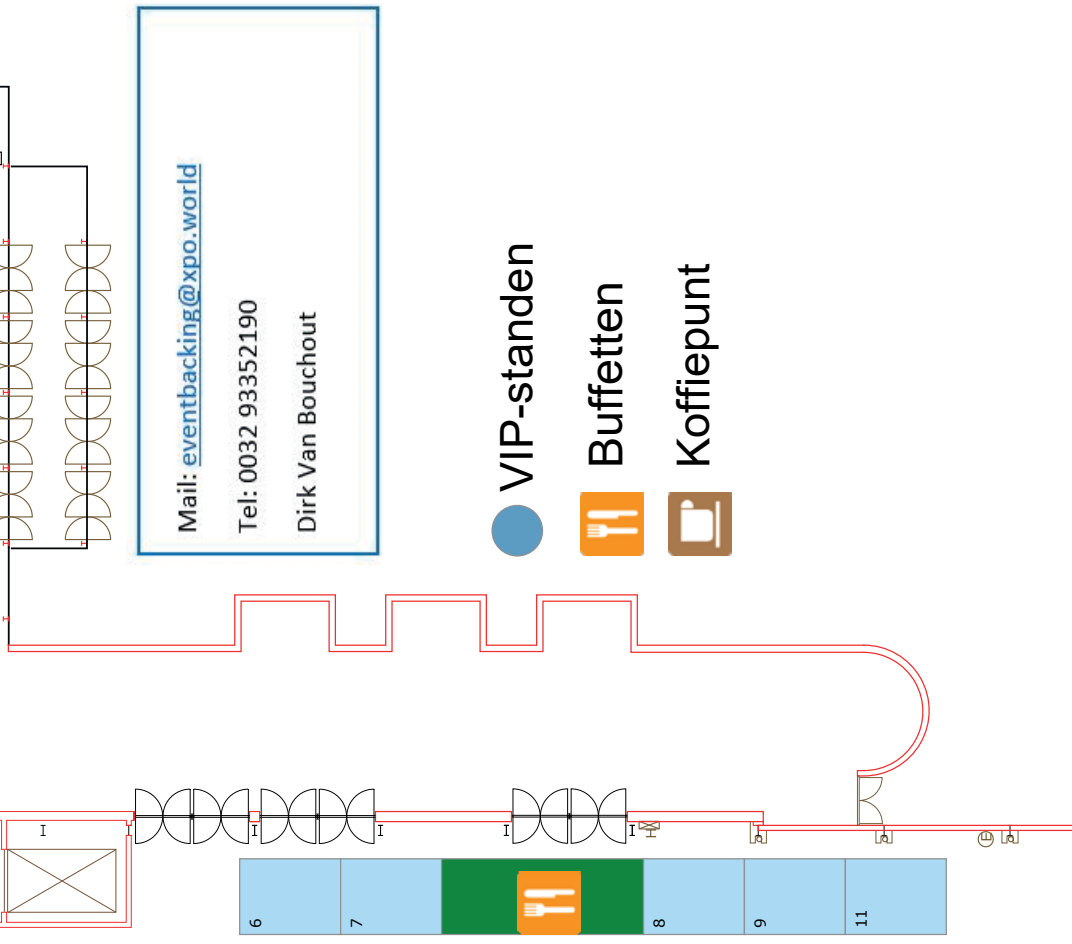 Mail: eventbacking@xpo.world
Tel: 0032 93352190
Dirk Van Bouchout
VIP-standen
Buffetten
Koffiepunt
6
7
8
9
11
H
E